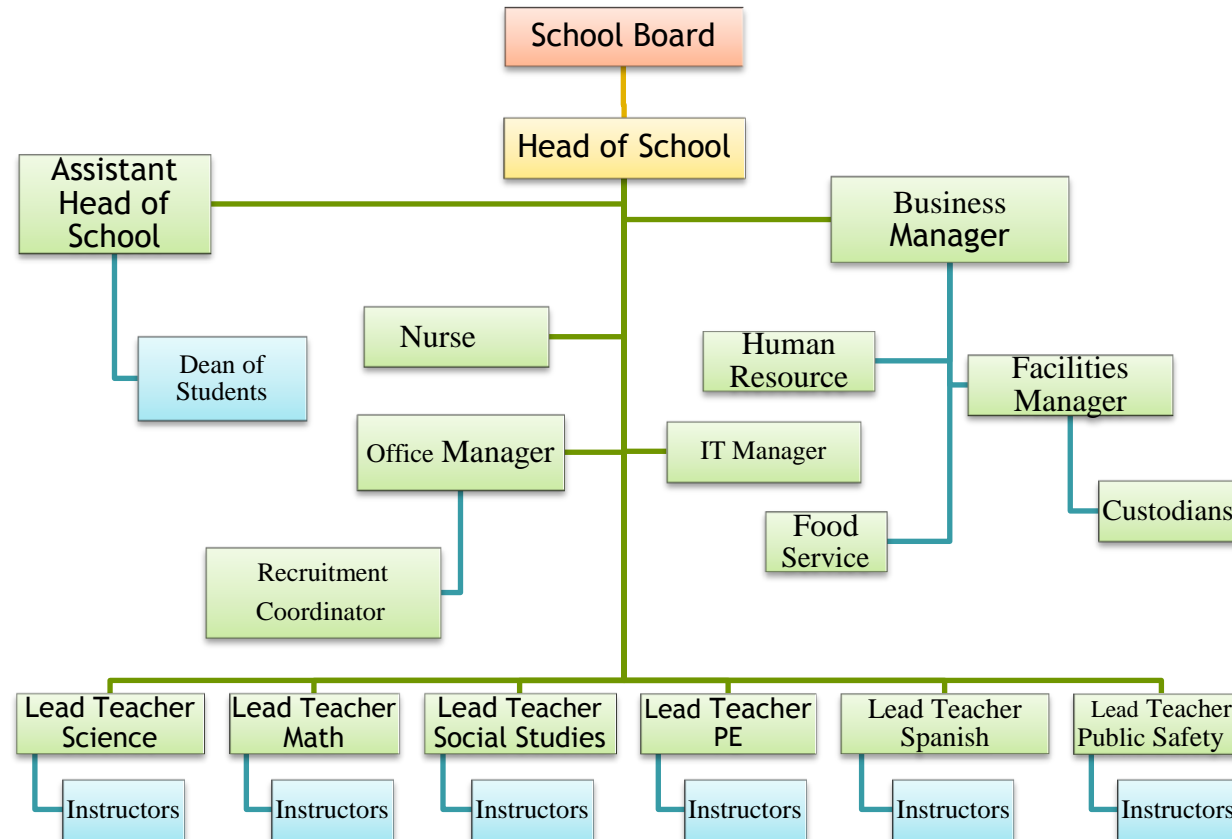 School Board
Head of School
Assistant
Head of
School
Business
Manager
Nurse
Human
Resource
Facilities
Manager
Dean of
Students
Office Manager
IT Manager
Custodians
Food
Service
Recruitment
Coordinator
Lead Teacher
Science
Lead Teacher
Math
Lead Teacher
Social Studies
Lead Teacher
PE
Lead Teacher
Spanish
Lead Teacher
Public Safety
Instructors
Instructors
Instructors
Instructors
Instructors
Instructors